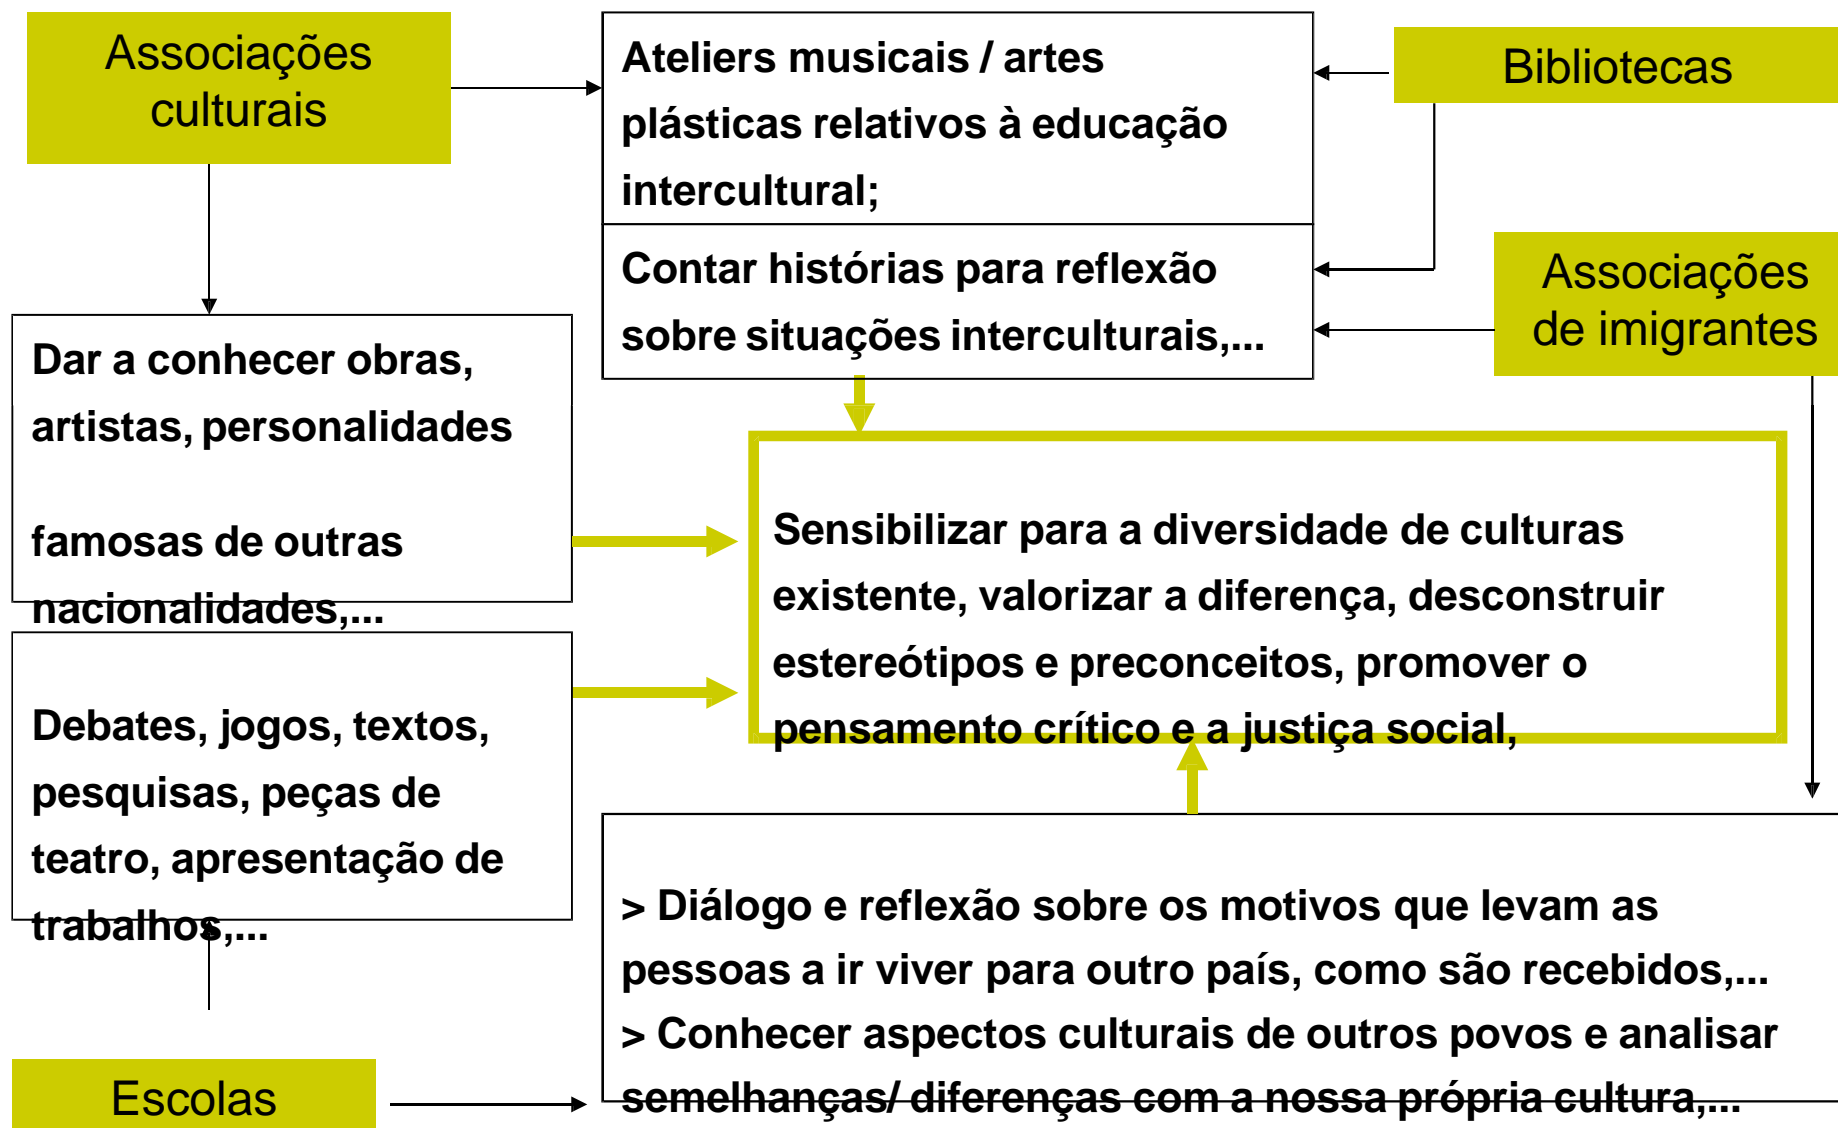 Associações
culturais
Ateliers musicais / artes
plásticas relativos à educação
intercultural;
Bibliotecas
Contar histórias para reflexão
sobre situações interculturais,...
Associações
de imigrantes
Dar a conhecer obras,
artistas, personalidades
famosas de outras
nacionalidades,...
Sensibilizar para a diversidade de culturas
existente, valorizar a diferença, desconstruir
estereótipos e preconceitos, promover o
pensamento crítico e a justiça social,
Debates, jogos, textos,
pesquisas, peças de
teatro, apresentação de
trabalhos,...
> Diálogo e reflexão sobre os motivos que levam as
pessoas a ir viver para outro país, como são recebidos,...
> Conhecer aspectos culturais de outros povos e analisar
semelhanças/ diferenças com a nossa própria cultura,...
Escolas